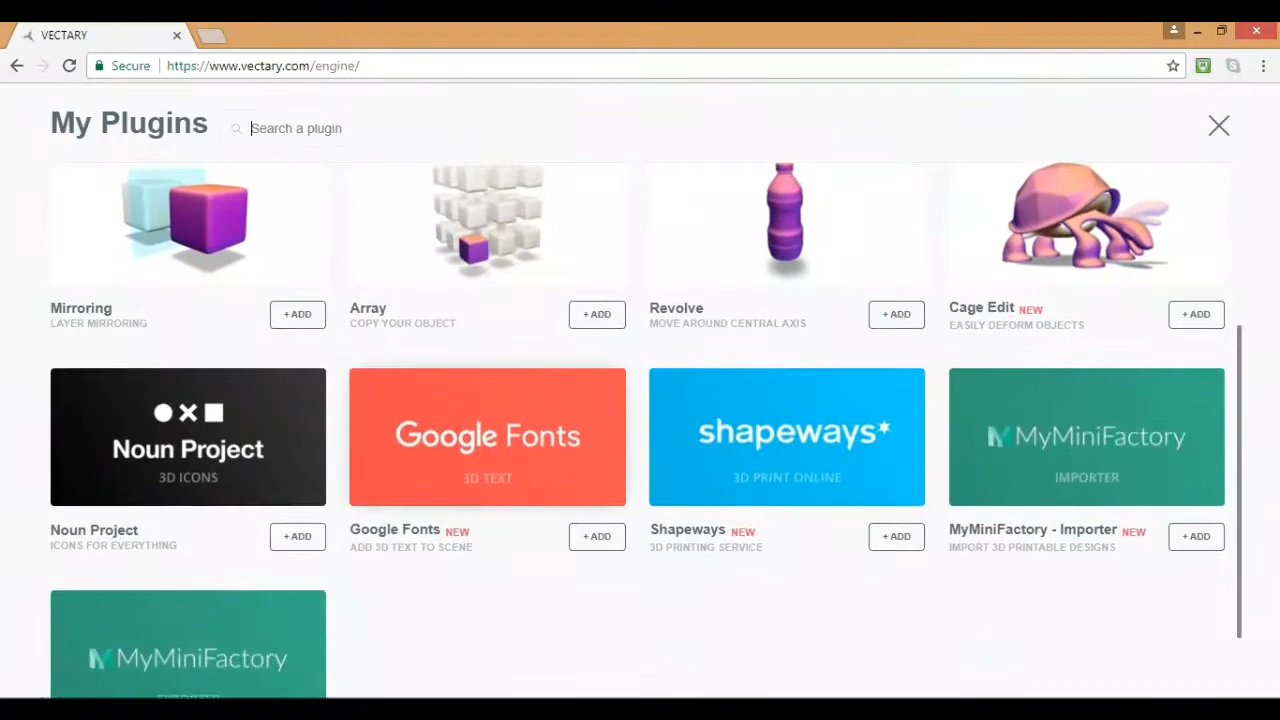 VECTARY
Secure
https://www.vectary.com/engine/
My Plugins
Search a plugin
Mirroring
LAYER MIRRORING
+ ADD
Array
COPY YOUR OBJECT
+ ADD
Revolve
MOVE AROUND CENTRAL AXIS
+ ADD
Cage Edit NEW
EASILY DEFORM OBJECTS
+ ADD
Noun Project
3D ICONS
Noun Project
ICONS FOR EVERYTHING
+ ADD
Google Fonts
3D TEXT
Google Fonts NEW
ADD 3D TEXT TO SCENE
+ ADD
shapeways*
3D PRINT ONLINE
Shapeways NEW
3D PRINTING SERVICE
+ ADD
MyMiniFactory
IMPORTER
MyMiniFactory - Importer NEW
IMPORT 3D PRINTABLE DESIGNS
+ ADD
MyMiniFactory